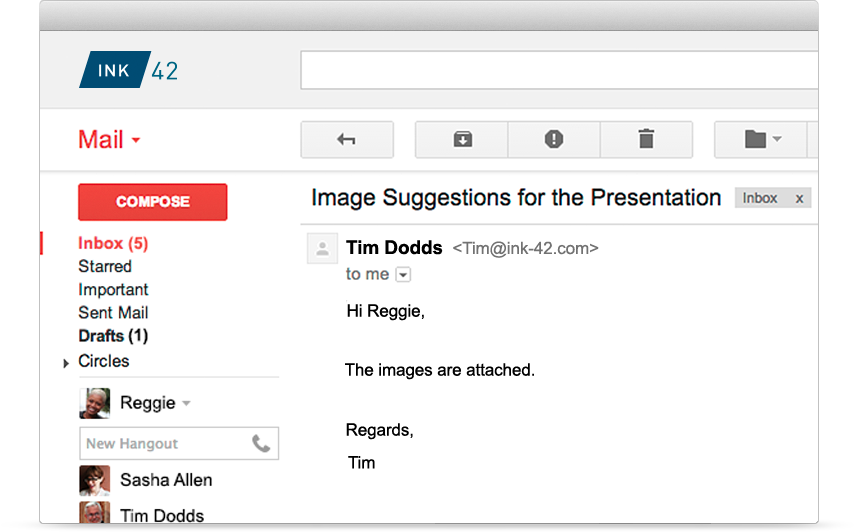 INK 42
Mail
COMPOSE
Inbox (5)
Starred
Important
Sent Mail
Drafts (1)
Circles
Reggie
New Hangout
Sasha Allen
Tim Dodds
Image Suggestions for the Presentation Inbox x
Tim Dodds <Tim@ink-42.com>
to me
Hi Reggie,
The images are attached.
Regards,
Tim